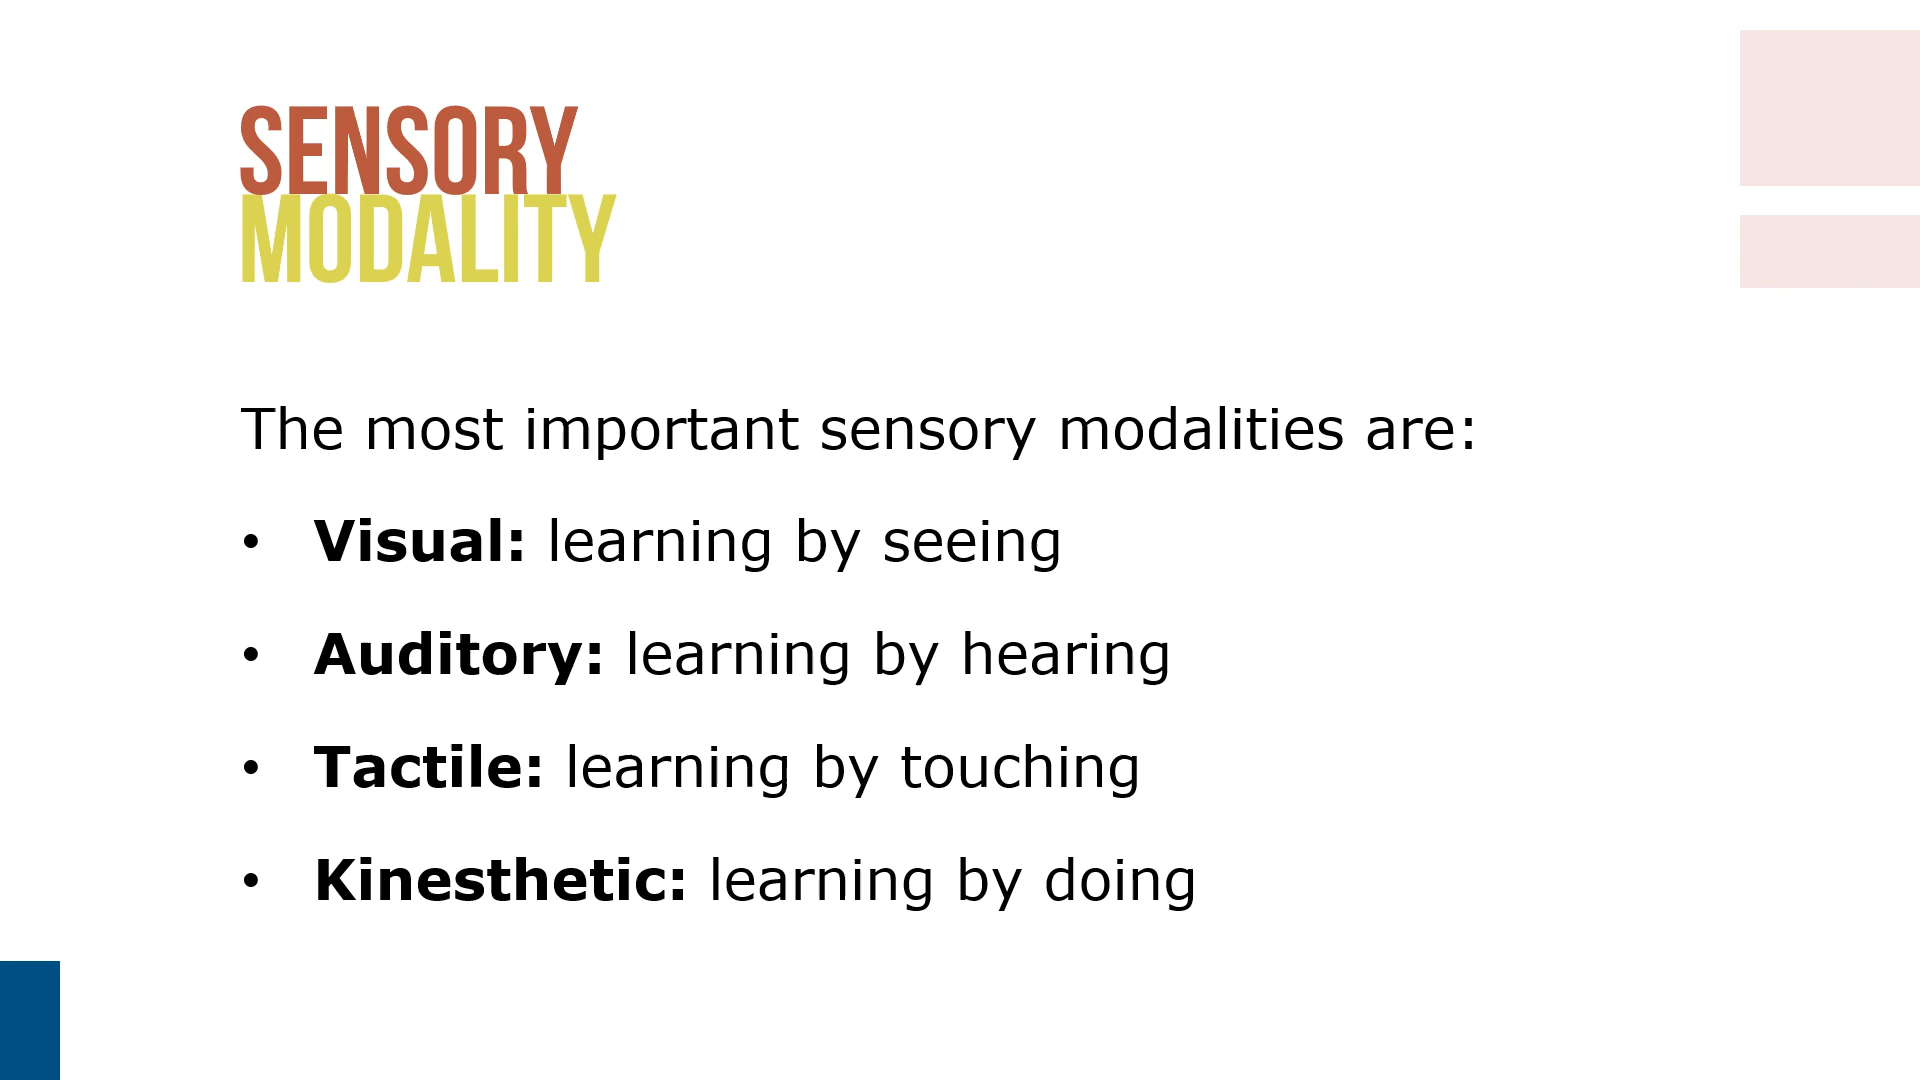 SENSORY
MODALITY
The most important sensory modalities are:
• Visual: learning by seeing
• Auditory: learning by hearing
• Tactile: learning by touching
• Kinesthetic: learning by doing